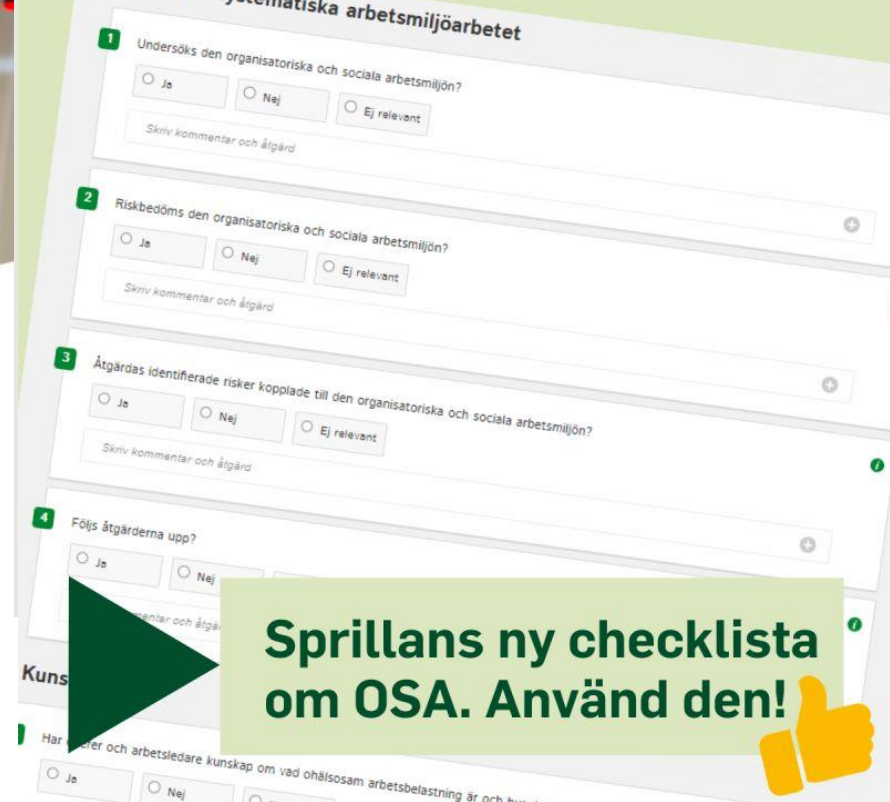 arbetsmiljöarbetet
1
Undersöks den organisatoriska och sociala arbetsmiljön?
Ja
Nej
Ej relevant
Skriv kommentar och åtgärd
2
Riskbedöms den organisatoriska och sociala arbetsmiljön?
Ja
Nej
Ej relevant
Skriv kommentar och åtgärd
3
Åtgärdas identifierade risker kopplade till den organisatoriska och sociala arbetsmiljön?
Ja
Nej
Ej relevant
Skriv kommentar och åtgärd
4
Följs åtgärderna upp?
Ja
Nej
Sprillans ny checklista
om OSA. Använd den!
Kuns
Har och arbetsledare kunskap om vad ohälsosam arbetsbelastning är och
Ja
Nej